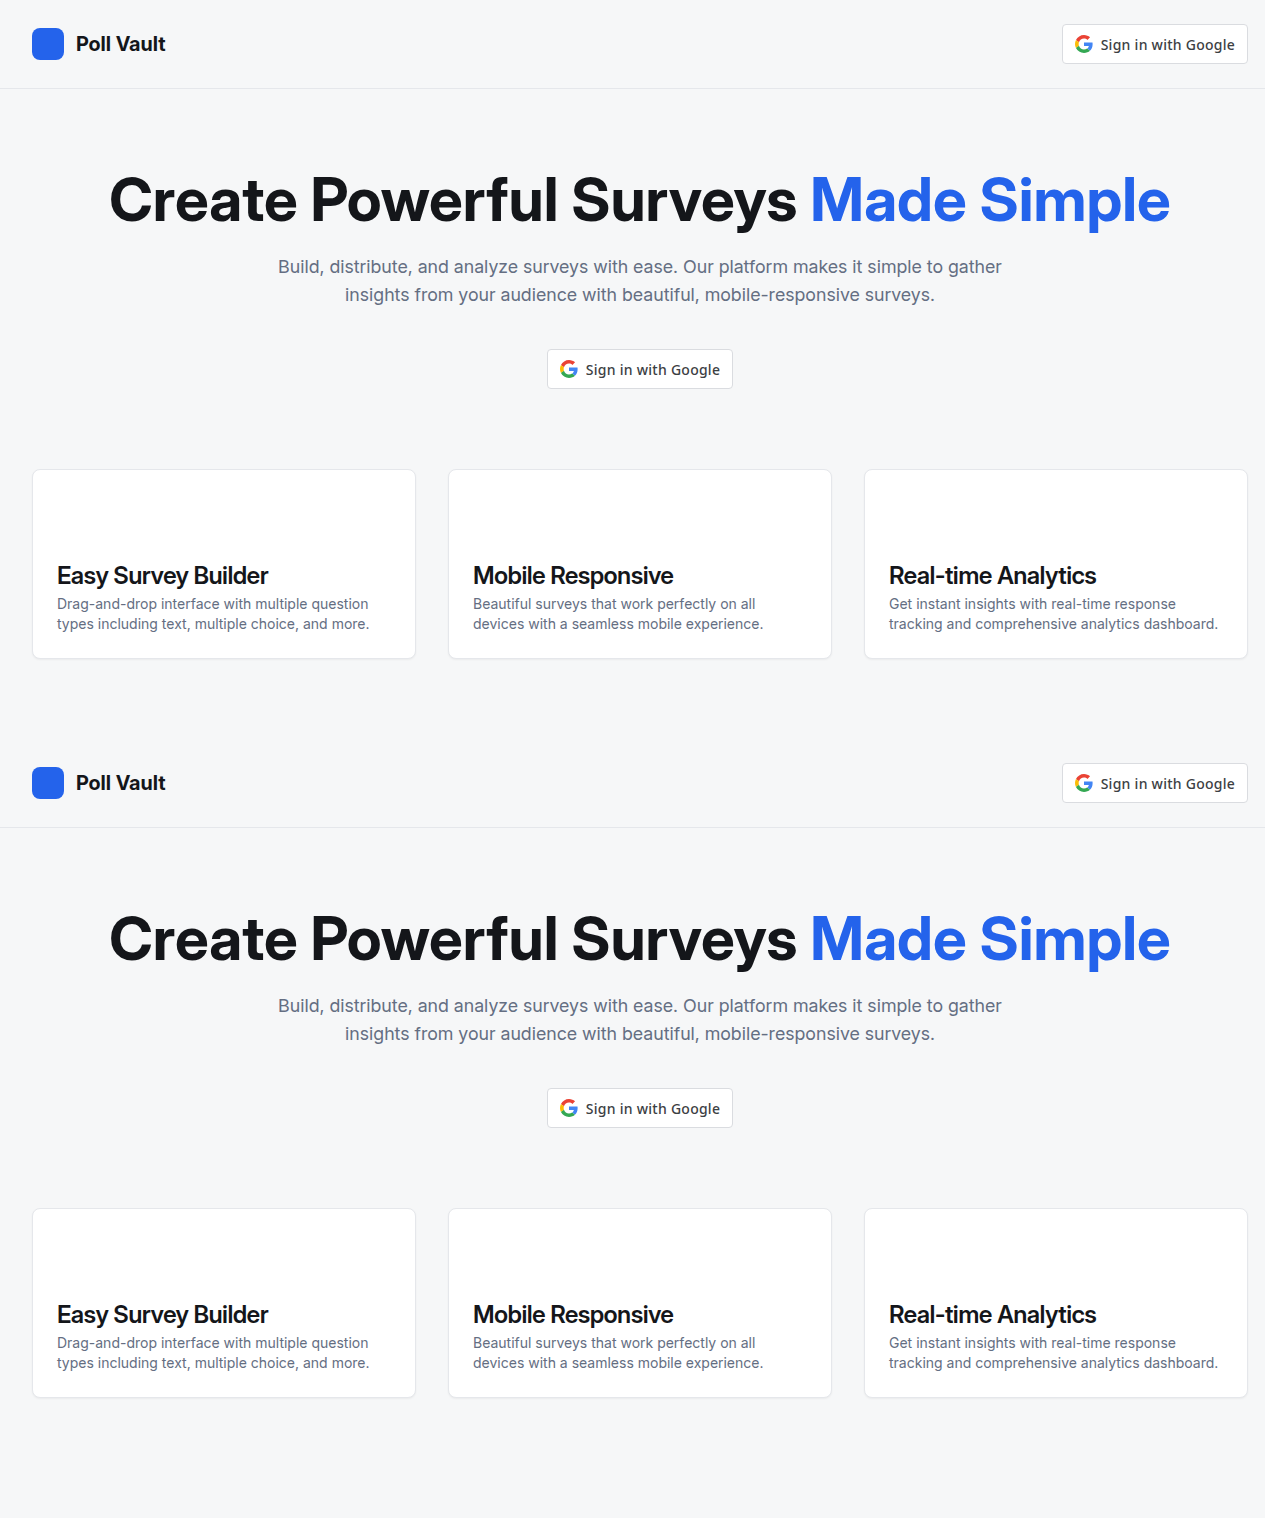 Poll Vault
Sign in with Google
Create Powerful Surveys Made Simple
Build, distribute, and analyze surveys with ease. Our platform makes it simple to gather
insights from your audience with beautiful, mobile-responsive surveys.
Sign in with Google
Easy Survey Builder
Drag-and-drop interface with multiple question
types including text, multiple choice, and more.
Mobile Responsive
Beautiful surveys that work perfectly on all
devices with a seamless mobile experience.
Real-time Analytics
Get instant insights with real-time response
tracking and comprehensive analytics dashboard.
Poll Vault
Sign in with Google
Create Powerful Surveys Made Simple
Build, distribute, and analyze surveys with ease. Our platform makes it simple to gather
insights from your audience with beautiful, mobile-responsive surveys.
Sign in with Google
Easy Survey Builder
Drag-and-drop interface with multiple question
types including text, multiple choice, and more.
Mobile Responsive
Beautiful surveys that work perfectly on all
devices with a seamless mobile experience.
Real-time Analytics
Get instant insights with real-time response
tracking and comprehensive analytics dashboard.